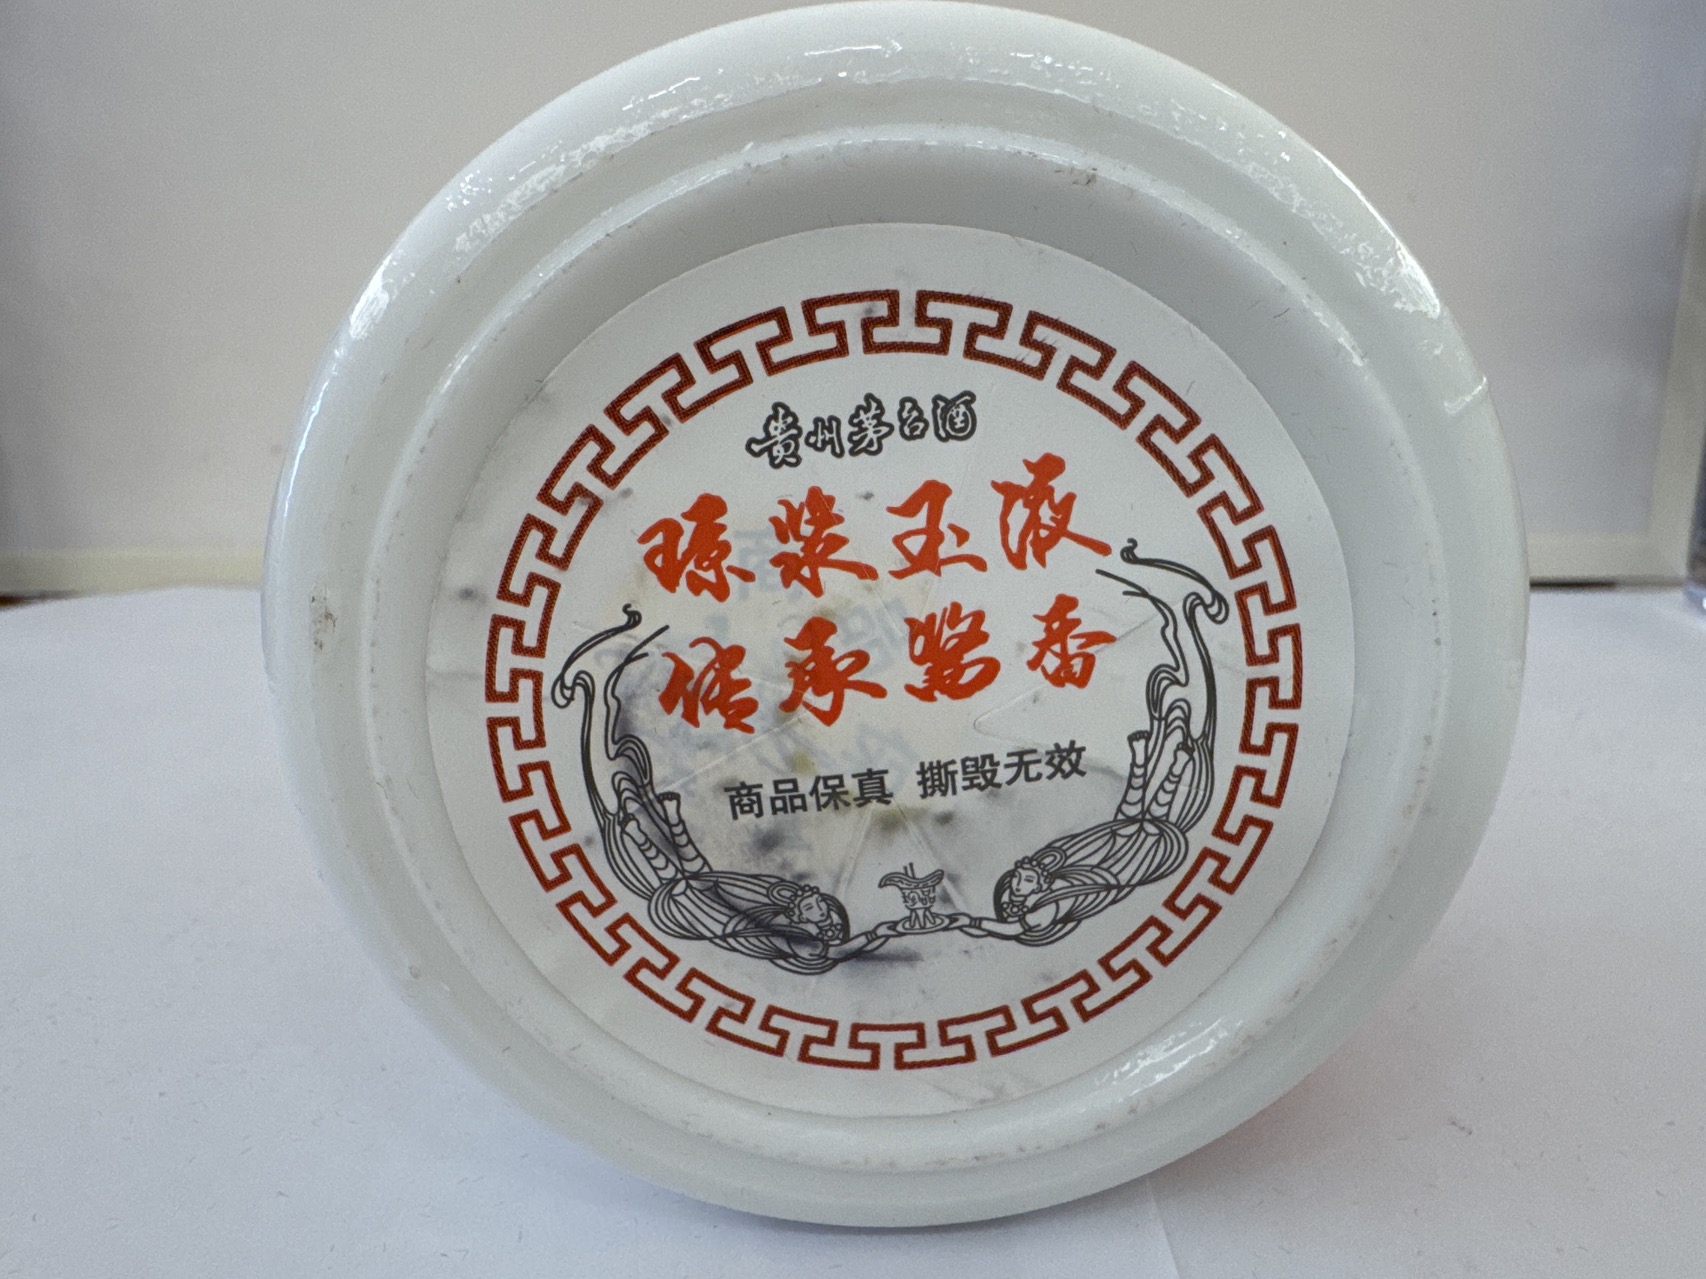 贵州茅台酒
琼浆玉液
传承酱香
商品保真 撕毁无效